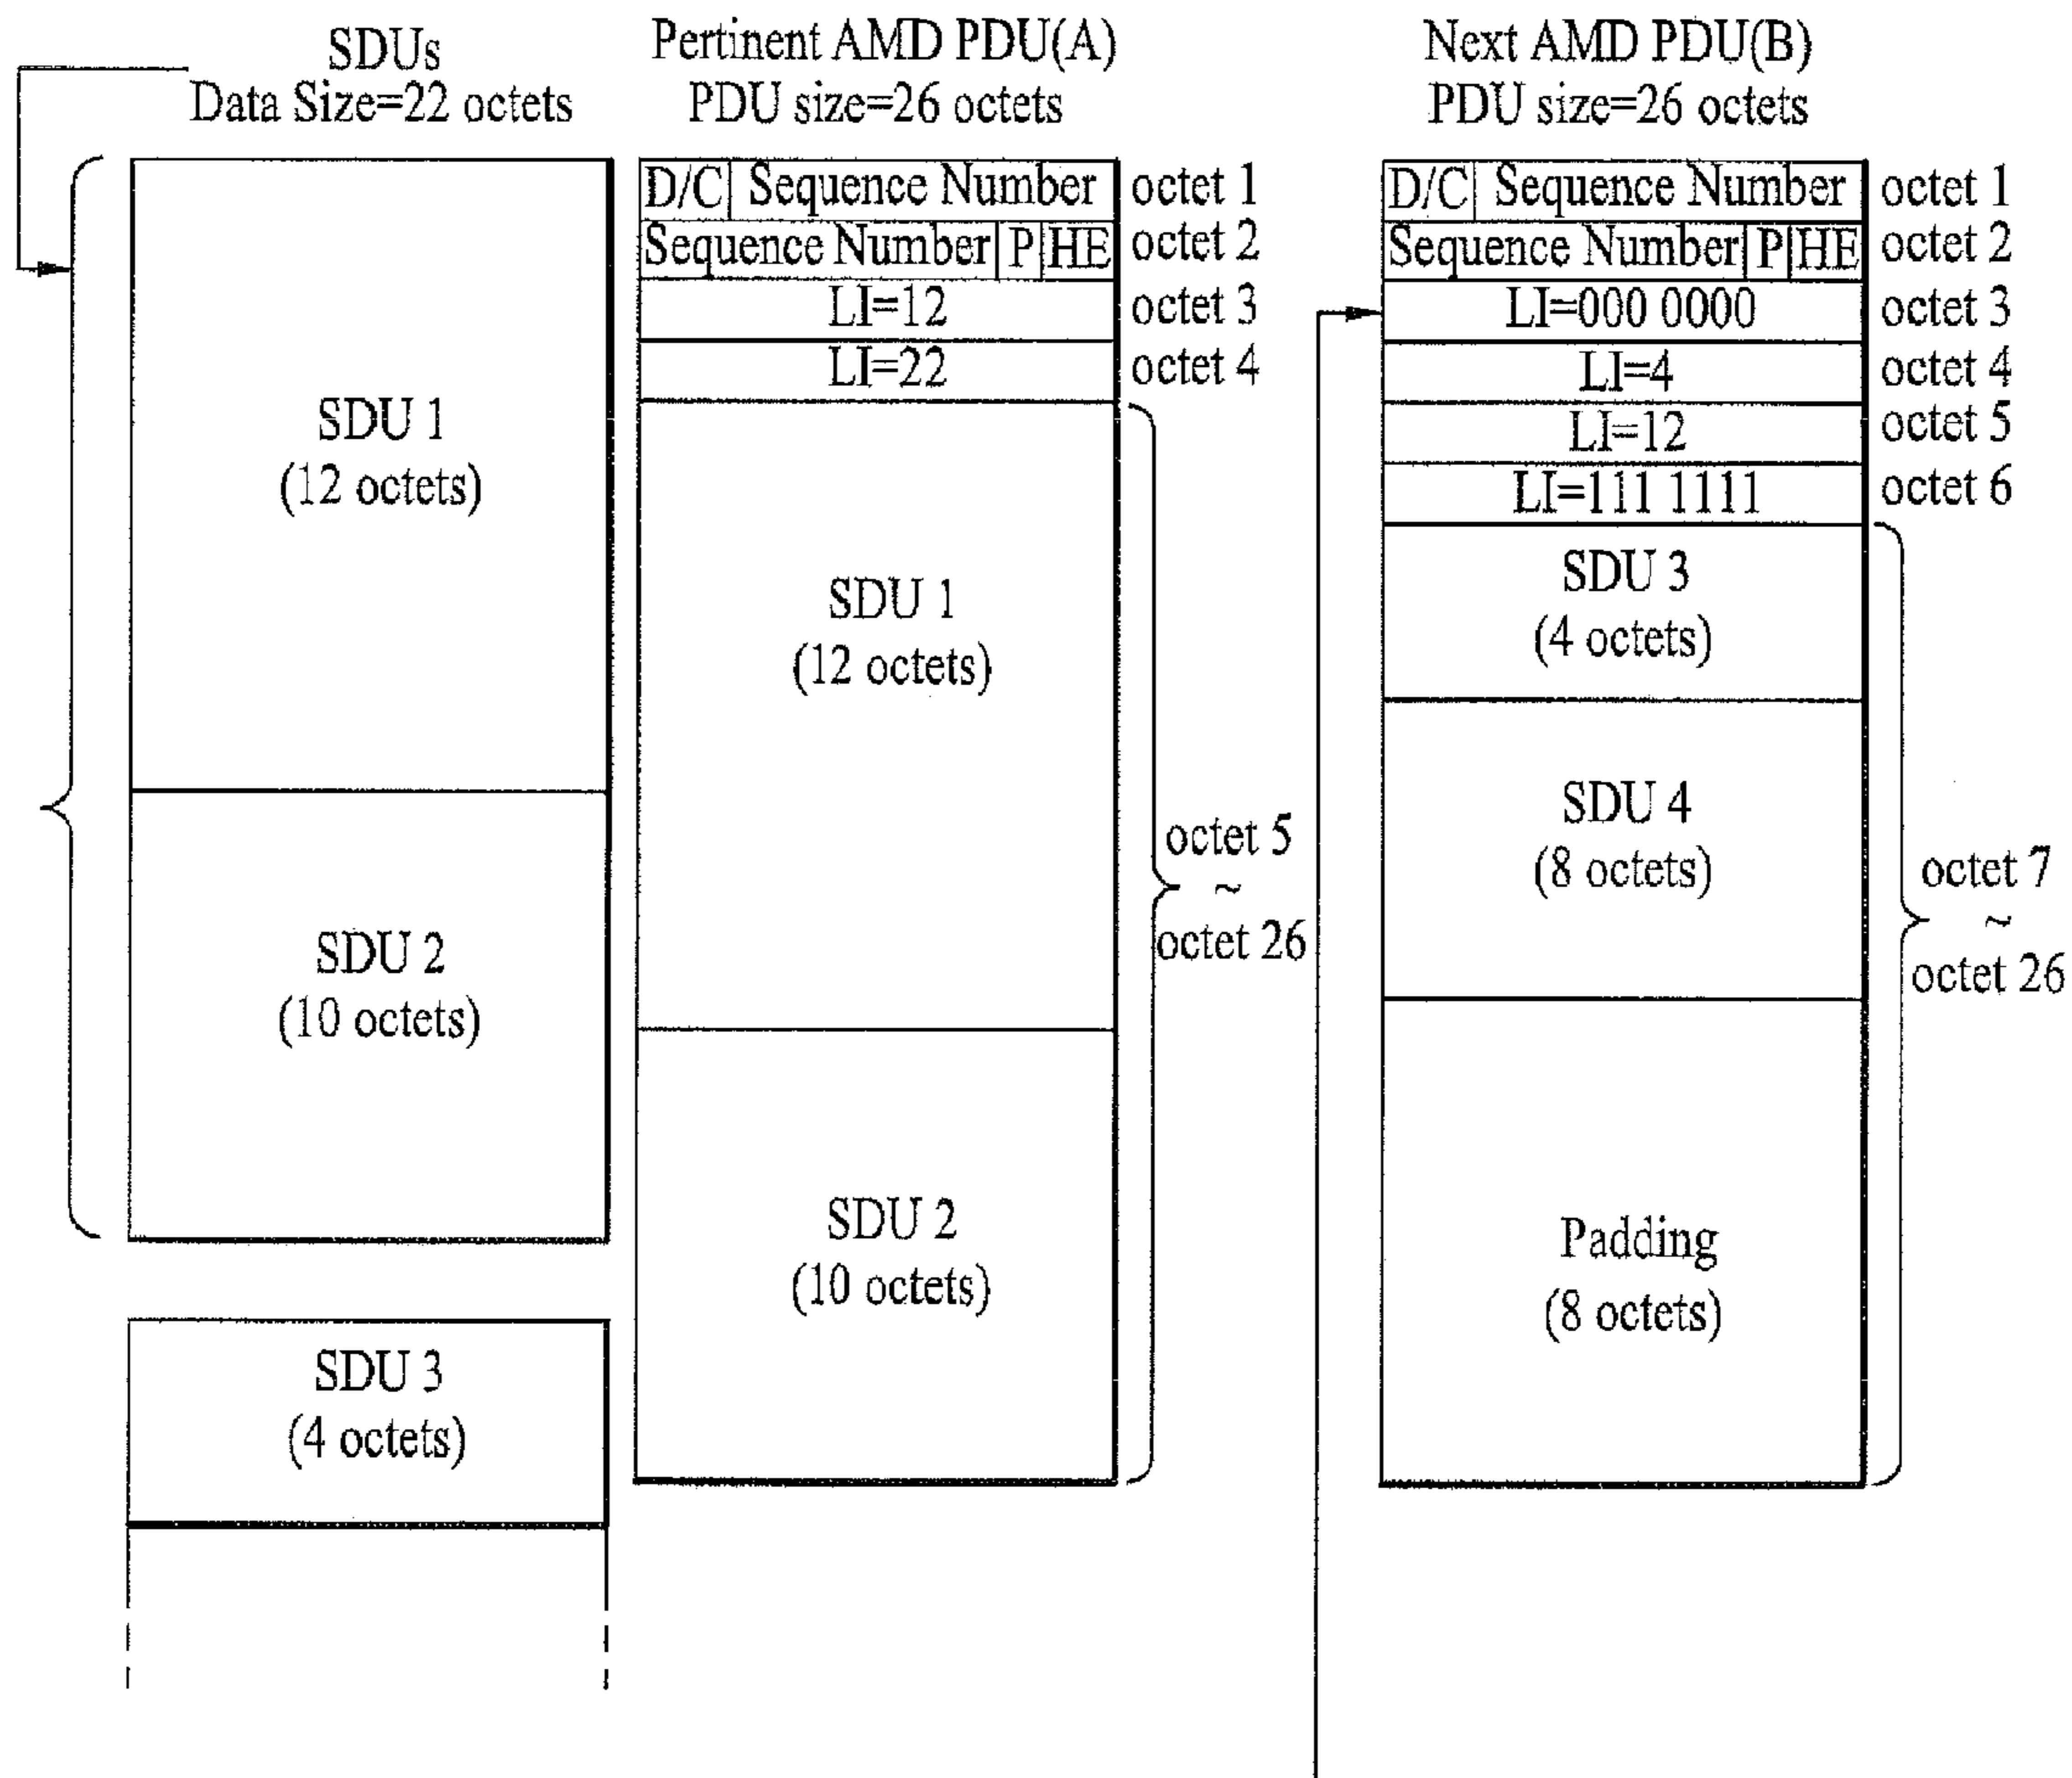 SDUs
Data Size=22 octets
SDU 1
(12 octets)
SDU 2
(10 octets)
SDU 3
(4 octets)
Pertinent AMD PDU(A)
PDU size=26 octets
D/C Sequence Number octet 1
Sequence Number P HE octet 2
LI=12 octet 3
LI=22 octet 4
SDU 1
(12 octets)
SDU 2
(10 octets)
octet 5
~
octet 26
Next AMD PDU(B)
PDU size=26 octets
D/C Sequence Number octet 1
Sequence Number P HE octet 2
LI=000 0000 octet 3
LI=4 octet 4
LI=12 octet 5
LI=111 1111 octet 6
SDU 3
(4 octets)
SDU 4
(8 octets)
Padding
(8 octets)
octet 7
~
octet 26